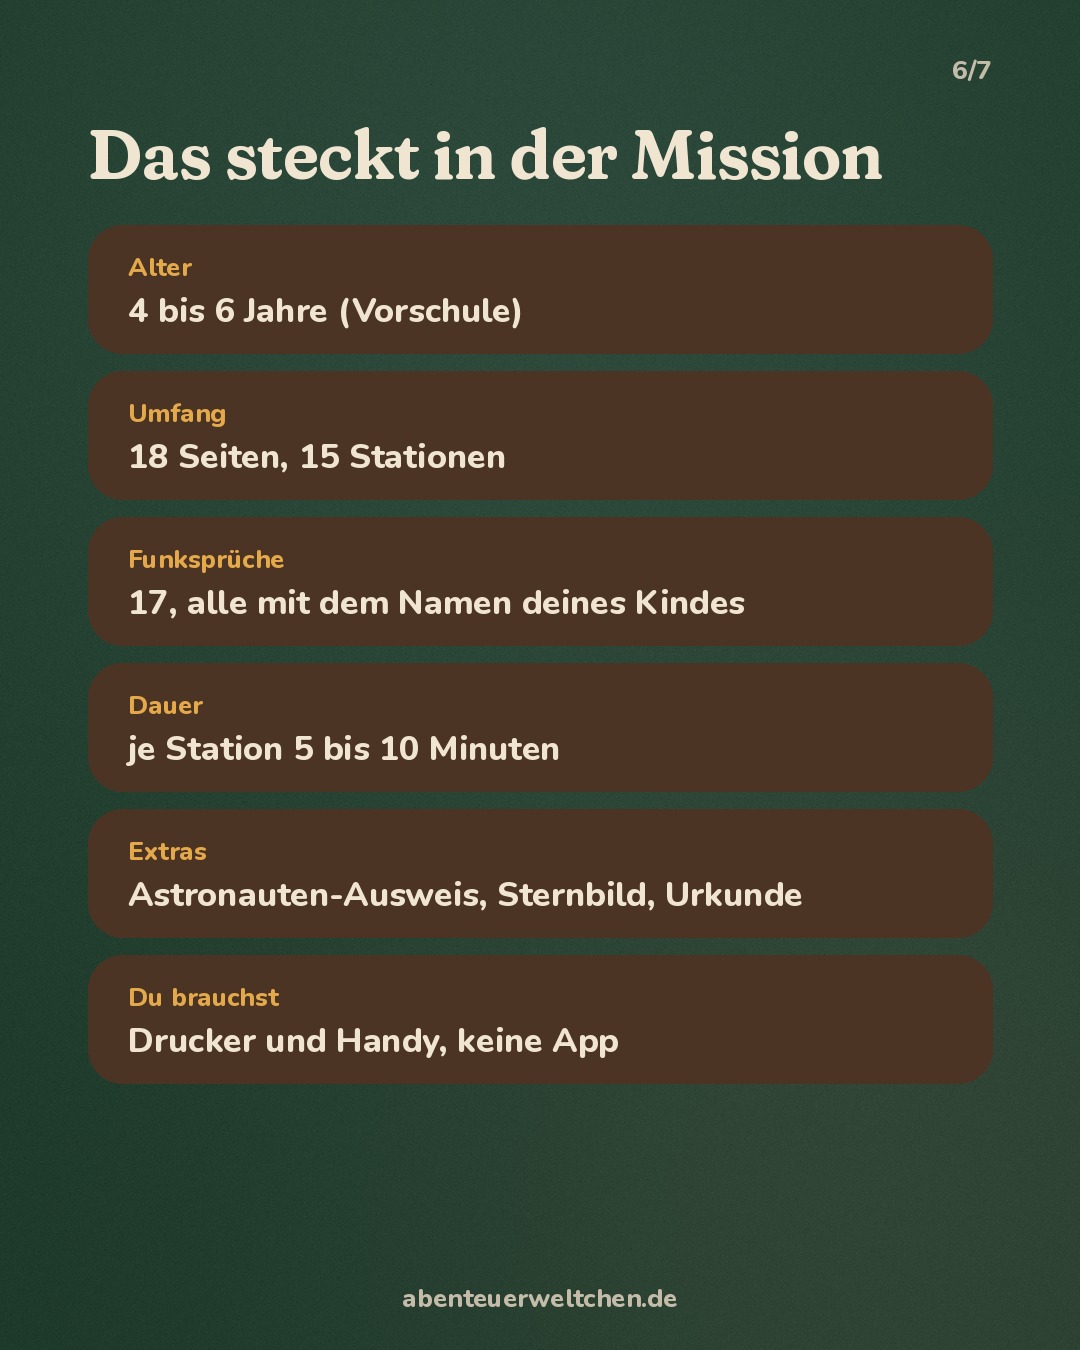 6/7
Das steckt in der Mission
Alter
4 bis 6 Jahre (Vorschule)
Umfang
18 Seiten, 15 Stationen
Funksprüche
17, alle mit dem Namen deines Kindes
Dauer
je Station 5 bis 10 Minuten
Extras
Astronauten-Ausweis, Sternbild, Urkunde
Du brauchst
Drucker und Handy, keine App
abenteuerweltchen.de